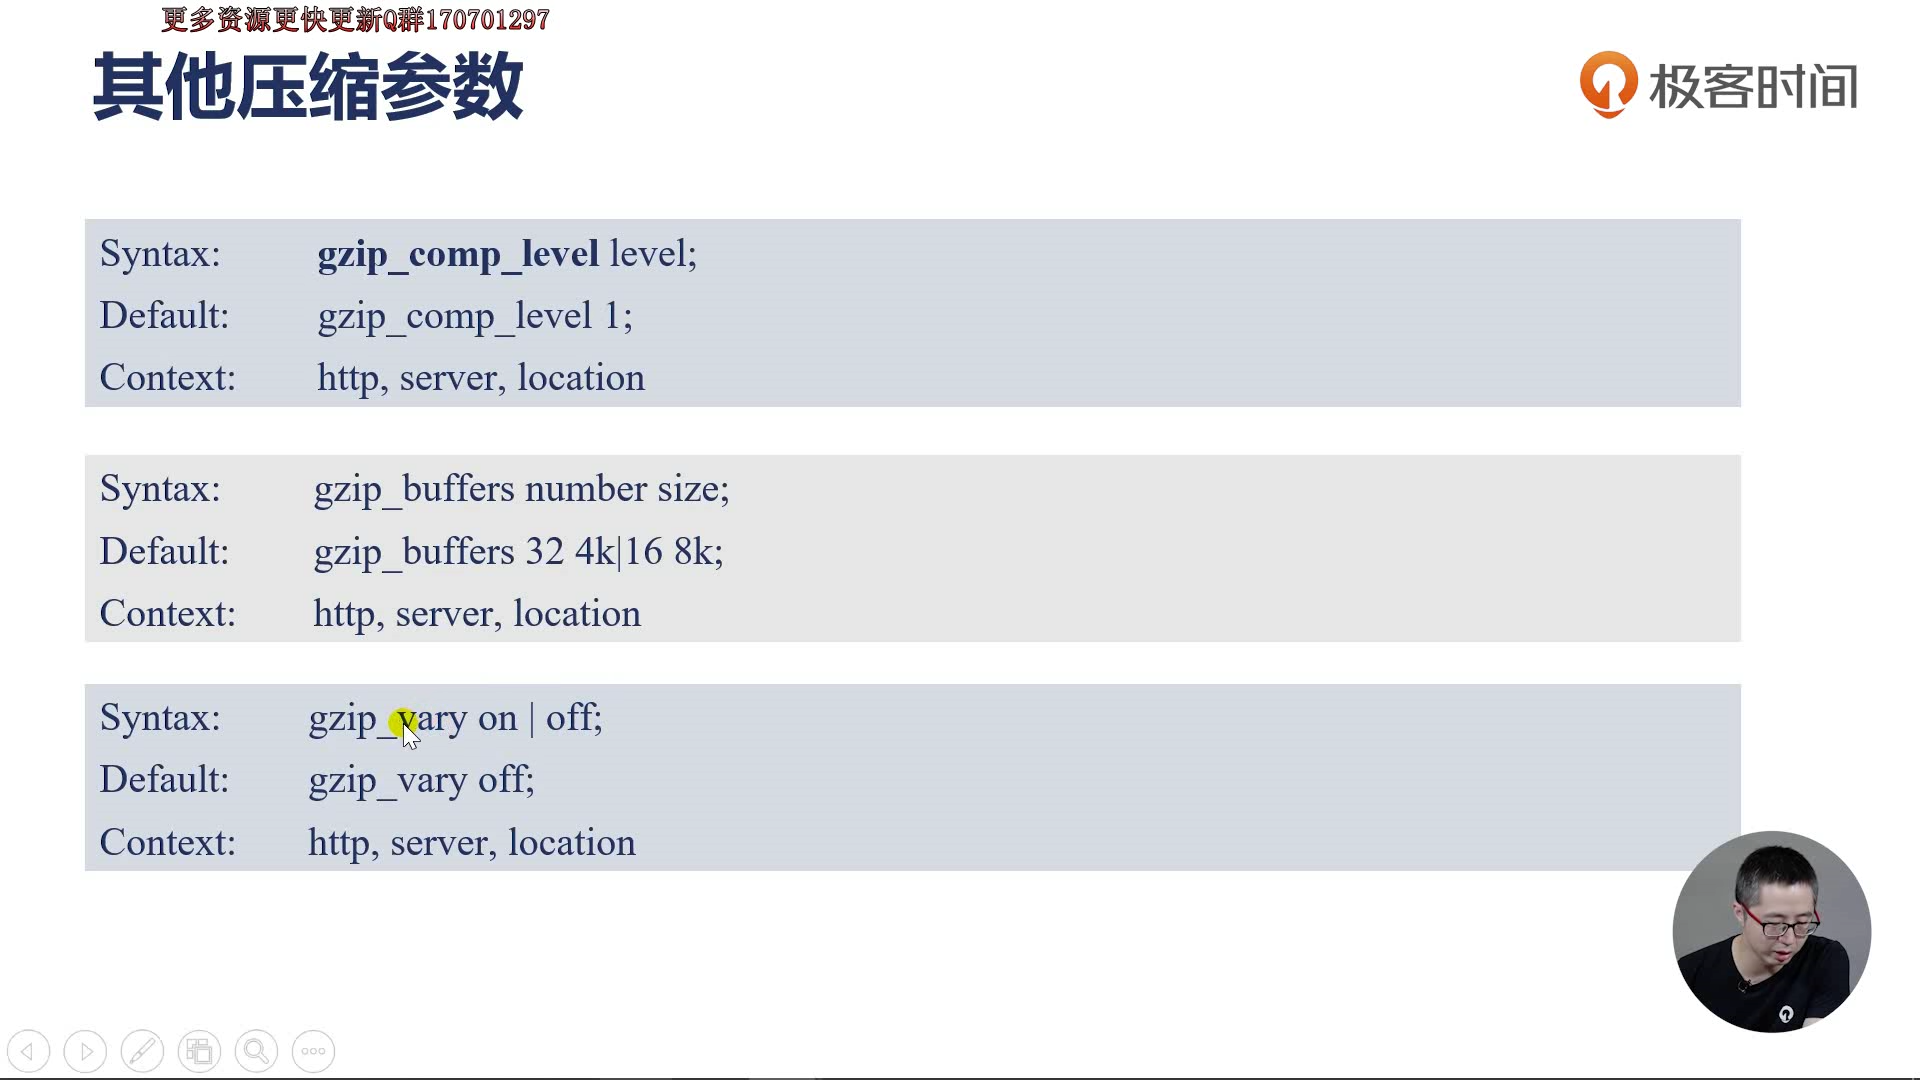 更多资源更快更新Q群170701297
其他压缩参数
极客时间
Syntax: gzip_comp_level level;
Default: gzip_comp_level 1;
Context: http, server, location
Syntax: gzip_buffers number size;
Default: gzip_buffers 32 4k|16 8k;
Context: http, server, location
Syntax: gzip_vary on | off;
Default: gzip_vary off;
Context: http, server, location